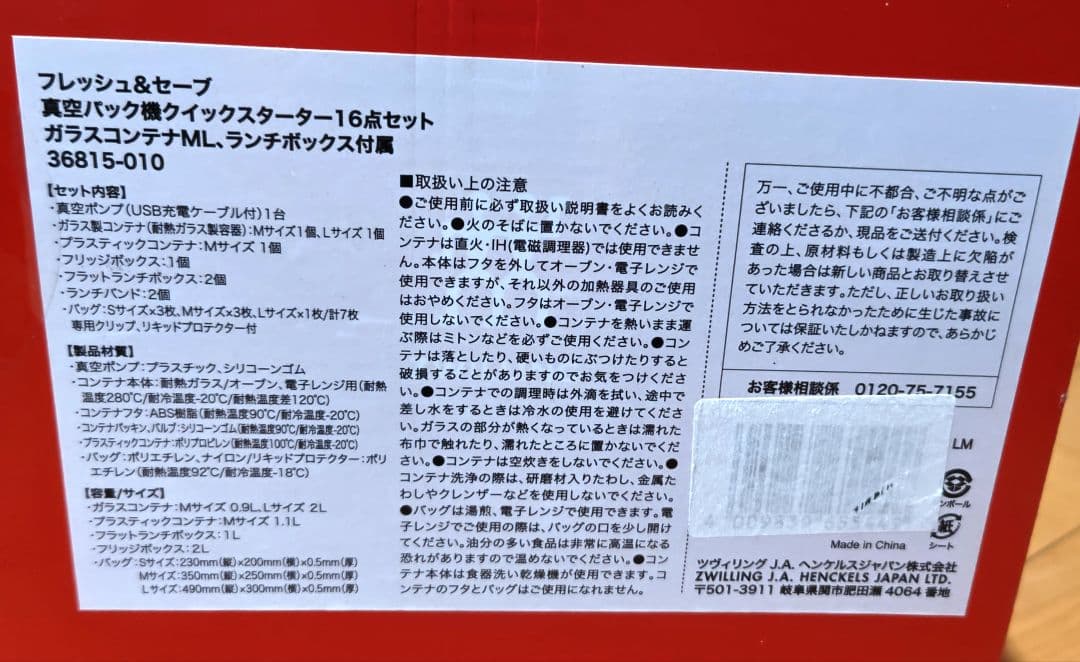 フレッシュ&セーブ
真空パック機クイックスターター16点セット
ガラスコンテナML、ランチボックス付属
36815-010
【セット内容】
・真空ポンプ(USB充電ケーブル付)1台
・ガラス製コンテナ(耐熱ガラス製容器):Mサイズ1個、Lサイズ 1個
・プラスティックコンテナ:Mサイズ 1個
・フリッジボックス:1個
・フラットランチボックス:2個
・ランチバンド:2個
・バッグ:Sサイズ×3枚、Mサイズ×3枚、Lサイズ×1枚/計7枚
専用クリップ、リキッドプロテクター付
【製品材質】
・真空ポンプ:プラスチック、シリコーンゴム
・コンテナ本体:耐熱ガラス/オーブン、電子レンジ用(耐熱
温度280℃/耐冷温度-20℃/耐熱温度差120℃)
・コンテナフタ:ABS樹脂(耐熱温度90℃/耐冷温度-20℃)
・コンテナパッキン、バルブ:シリコーンゴム(耐熱温度90℃/耐冷温度-20℃)
・プラスティックコンテナ:ポリプロピレン(耐熱温度100℃/耐冷温度-20℃)
・バッグ:ポリエチレン、ナイロン/リキッドプロテクター:ポリ
エチレン(耐熱温度92℃/耐冷温度-18℃)
【容量/サイズ】
・ガラスコンテナ:Mサイズ 0.9L、Lサイズ 2L
・プラスティックコンテナ:Mサイズ 1.1L
・フラットランチボックス:1L
・フリッジボックス:2L
・バッグ:Sサイズ:230mm(縦)×200mm(横)×0.5mm(厚)
Mサイズ:350mm(縦)×250mm(横)×0.5mm(厚)
Lサイズ:490mm(縦)×300mm(横)×0.5mm(厚)
■取扱い上の注意
●ご使用前に必ず取扱い説明書をよくお読みく
ださい。●火のそばに置かないでください。●コ
ンテナは直火・IH(電磁調理器)では使用できませ
ん。本体はフタを外してオーブン・電子レンジで
使用できますが、それ以外の加熱器具のご使用
はおやめください。フタはオーブン・電子レンジで
使用しないでください。●コンテナを熱いまま運
ぶ際はミトンなどを必ずご使用ください。●コン
テナは落としたり、硬いものにぶつけたりすると
破損することがありますのでお気をつけくださ
い。●コンテナでの調理時は外滴を拭い、途中で
差し水をするときは冷水の使用を避けてくださ
い。ガラスの部分が熱くなっているときは濡れた
布巾で触れたり、濡れたところに置かないでくだ
さい。●コンテナは空炊きをしないでください。●
コンテナ洗浄の際は、研磨材入りたわし、金属た
わしやクレンザーなどを使用しないでください。
●バッグは湯煎、電子レンジで使用できます。電
子レンジでご使用の際は、バッグの口を少し開け
てください。油分の多い食品は非常に高温になる
恐れがありますので温めないでください。●コン
テナ本体は食器洗い乾燥機が使用できます。コ
ンテナのフタとバッグはご使用になれません。
万一、ご使用中に不都合、ご不明な点がご
ざいましたら、下記の「お客様相談係」にご
連絡くださるか、現品をご送付ください。検
査の上、原材料もしくは製造上に欠陥が
あった場合は新しい商品とお取り替えさせ
ていただきます。ただし、正しいお取り扱い
方法をとられなかったために生じた事故に
ついては保証いたしかねますので、あらかじ
めご了承ください。
お客様相談係 0120-75-7155
LM
ンボール
紙
シート
Made in China
ツヴィリング J.A. ヘンケルスジャパン株式会社
ZWILLING J.A. HENCKELS JAPAN LTD.
〒501-3911 岐阜県関市肥田瀬 4064 番地